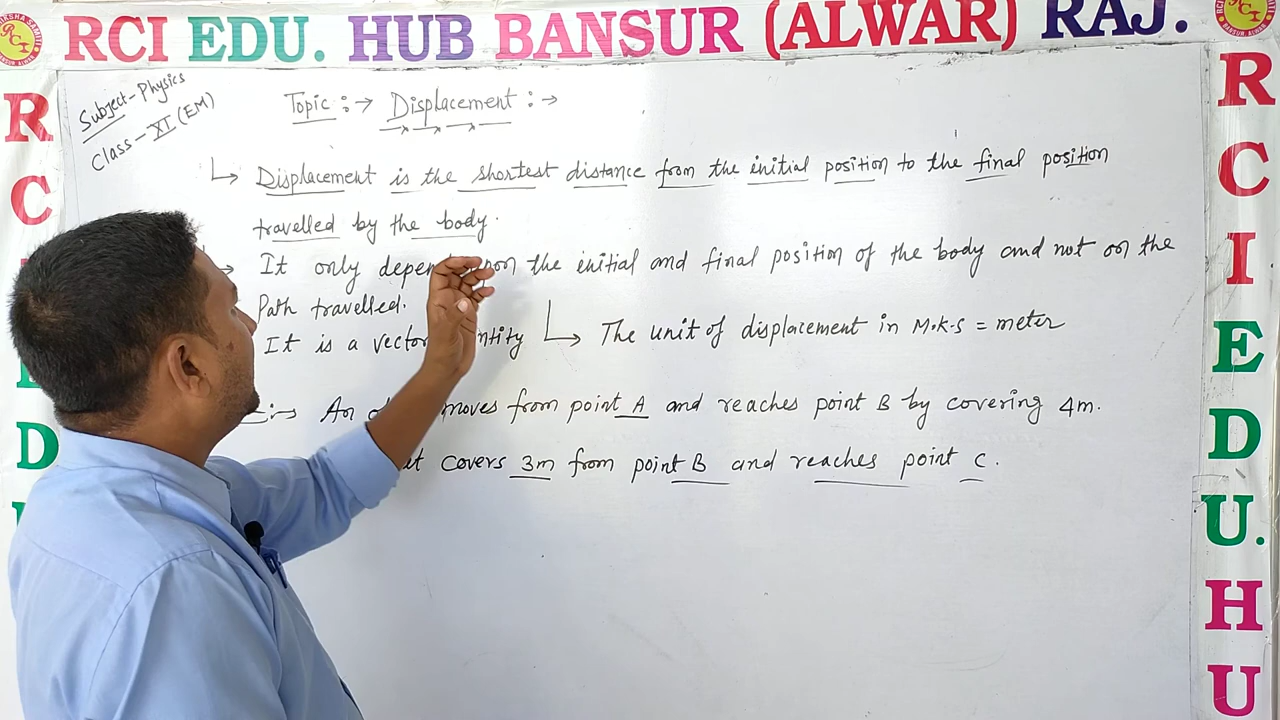 RCI EDU. HUB BANSUR (ALWAR) RAJ.
Subject- Physics
Class- XI (EM)
Topic :→ Displacement :→
Displacement is the shortest distance from the initial position to the final position
travelled by the body.
It only depend on the initial and final position of the body and not on the
Path travelled.
It is a vector
The unit of displacement in M.K.S = meter
An moves from point A and reaches point B by covering 4m.
covers 3m from point B and reaches point C.
R
C
D
R
C
I
E
D
U.
H
U